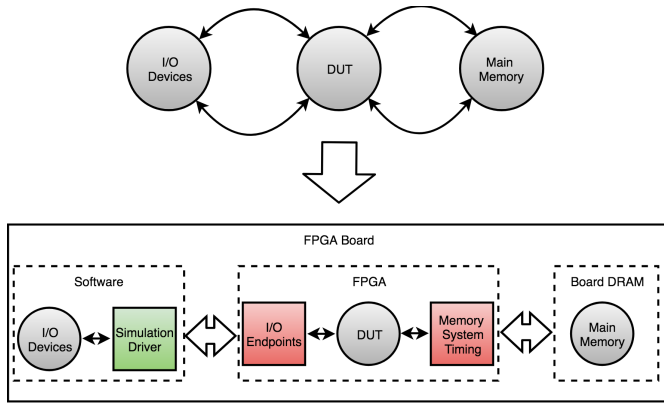 I/O
Devices
DUT
Main
Memory
FPGA Board
Software
FPGA
Board DRAM
I/O
Devices
Simulation
Driver
I/O
Endpoints
DUT
Memory
System
Timing
Main
Memory